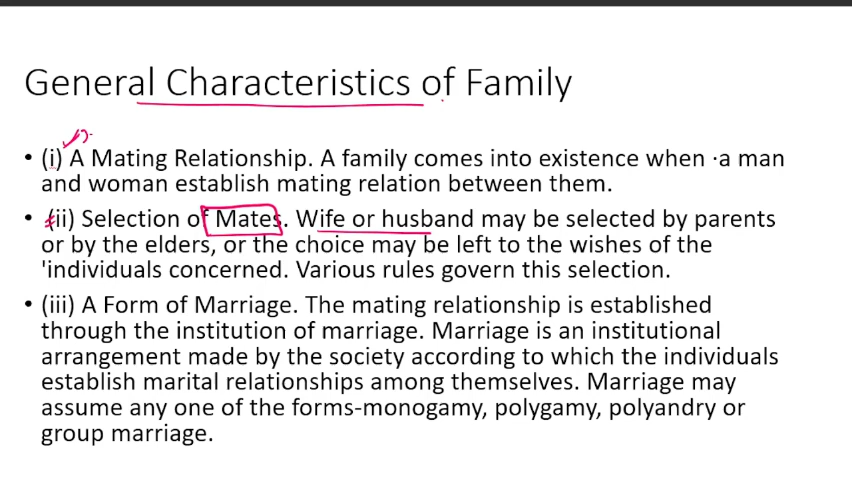 General Characteristics of Family
• (i) A Mating Relationship. A family comes into existence when ·a man
and woman establish mating relation between them.
• (ii) Selection of Mates. Wife or husband may be selected by parents
or by the elders, or the choice may be left to the wishes of the
'individuals concerned. Various rules govern this selection.
• (iii) A Form of Marriage. The mating relationship is established
through the institution of marriage. Marriage is an institutional
arrangement made by the society according to which the individuals
establish marital relationships among themselves. Marriage may
assume any one of the forms-monogamy, polygamy, polyandry or
group marriage.